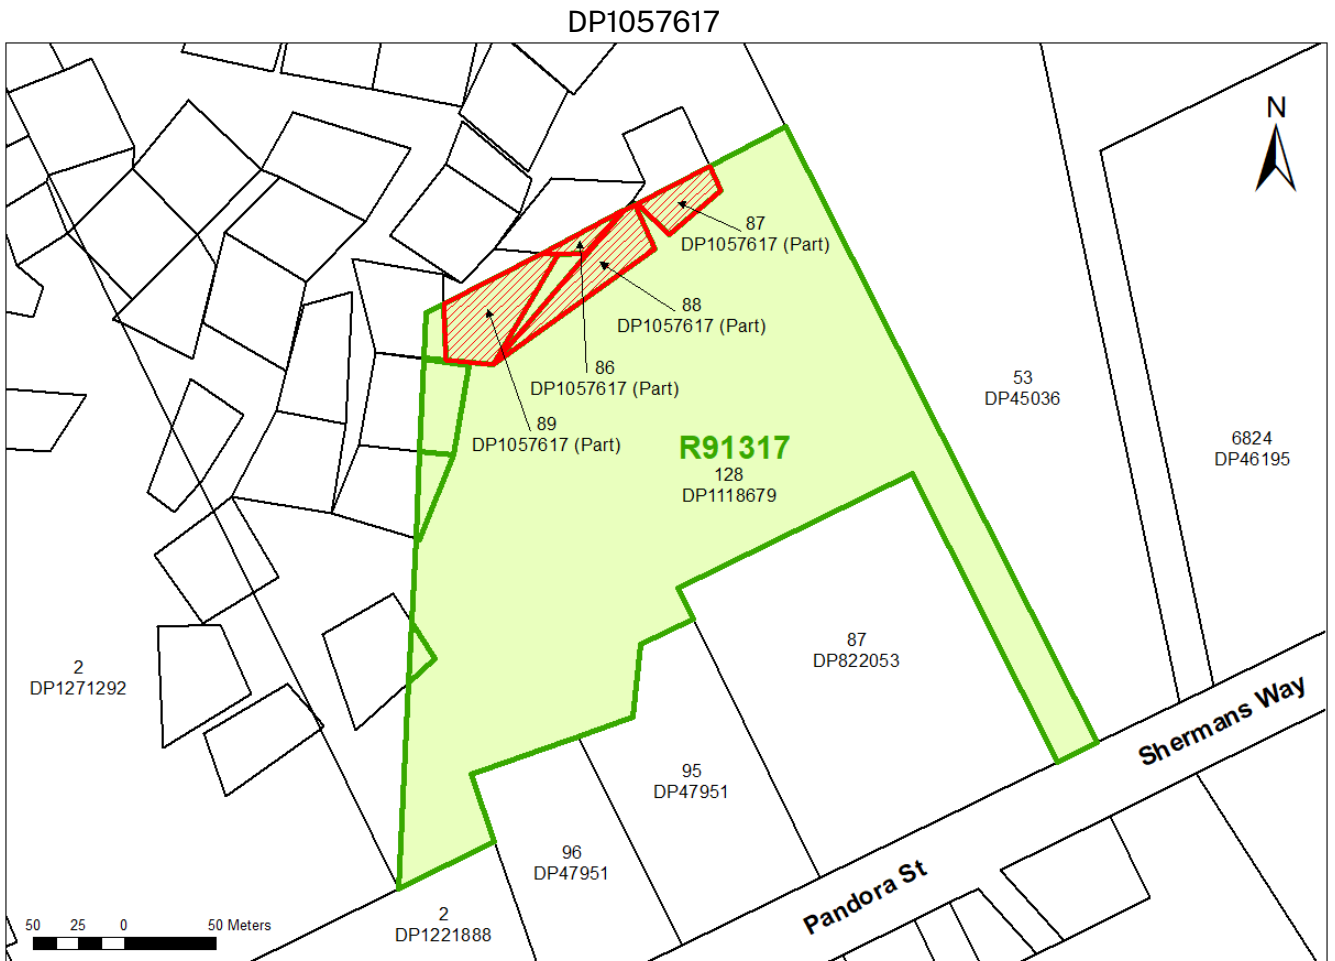 DP1057617
N
87
DP1057617 (Part)
88
DP1057617 (Part)
86
DP1057617 (Part)
89
DP1057617 (Part)
R91317
128
DP1118679
53
DP45036
6824
DP46195
87
DP822053
2
DP1271292
95
DP47951
96
DP47951
2
DP1221888
Shermans Way
Pandora St
50 25 0 50 Meters